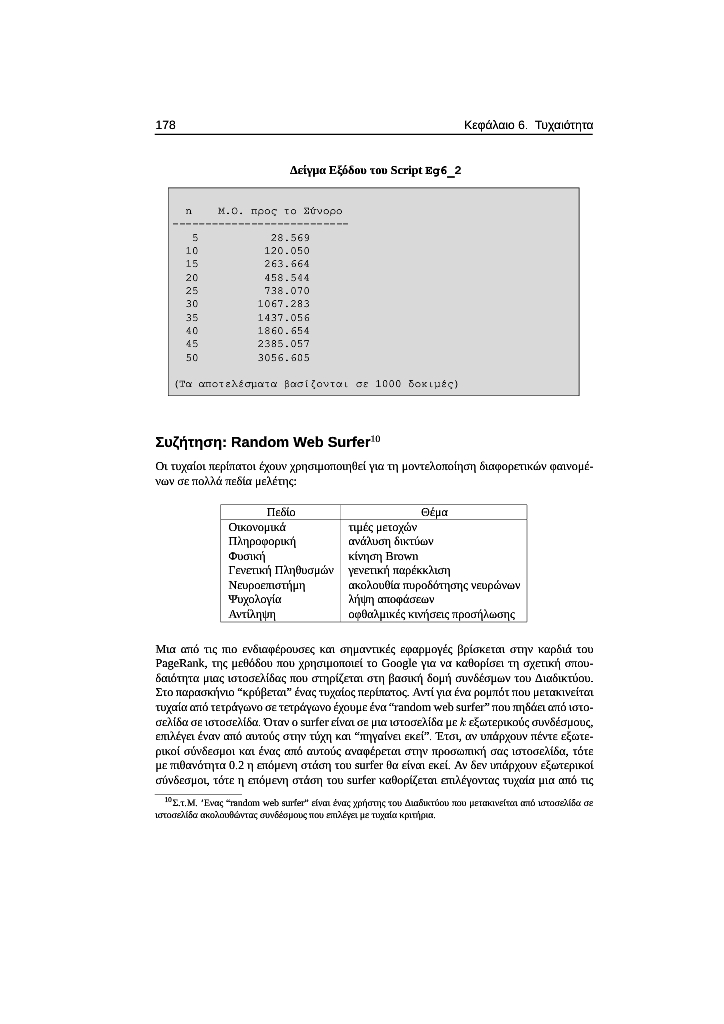 178 Κεφάλαιο 6. Τυχαιότητα
Δείγμα Εξόδου του Script Eg6_2
n Μ.Ο. προς το Σύνορο
---------------------------
5 28.569
10 120.050
15 263.664
20 458.544
25 738.070
30 1067.283
35 1437.056
40 1860.654
45 2385.057
50 3056.605
(Τα αποτελέσματα βασίζονται σε 1000 δοκιμές)
Συζήτηση: Random Web Surfer10
Οι τυχαίοι περίπατοι έχουν χρησιμοποιηθεί για τη μοντελοποίηση διαφορετικών φαινομέ-
νων σε πολλά πεδία μελέτης:
Πεδίο Θέμα
Οικονομικά τιμές μετοχών
Πληροφορική ανάλυση δικτύων
Φυσική κίνηση Brown
Γενετική Πληθυσμών γενετική παρέκκλιση
Νευροεπιστήμη ακολουθία πυροδότησης νευρώνων
Ψυχολογία λήψη αποφάσεων
Αντίληψη οφθαλμικές κινήσεις προσήλωσης
Μια από τις πιο ενδιαφέρουσες και σημαντικές εφαρμογές βρίσκεται στην καρδιά του
PageRank, της μεθόδου που χρησιμοποιεί το Google για να καθορίσει τη σχετική σπου-
δαιότητα μιας ιστοσελίδας που στηρίζεται στη βασική δομή συνδέσμων του Διαδικτύου.
Στο παρασκήνιο “κρύβεται” ένας τυχαίος περίπατος. Αντί για ένα ρομπότ που μετακινείται
τυχαία από τετράγωνο σε τετράγωνο έχουμε ένα “random web surfer” που πηδάει από ιστο-
σελίδα σε ιστοσελίδα. Όταν ο surfer είναι σε μια ιστοσελίδα με k εξωτερικούς συνδέσμους,
επιλέγει έναν από αυτούς στην τύχη και “πηγαίνει εκεί”. Έτσι, αν υπάρχουν πέντε εξωτε-
ρικοί σύνδεσμοι και ένας από αυτούς αναφέρεται στην προσωπική σας ιστοσελίδα, τότε
με πιθανότητα 0.2 η επόμενη στάση του surfer θα είναι εκεί. Αν δεν υπάρχουν εξωτερικοί
σύνδεσμοι, τότε η επόμενη στάση του surfer καθορίζεται επιλέγοντας τυχαία μια από τις
10Σ.τ.Μ. ‘Ενας “random web surfer” είναι ένας χρήστης του Διαδικτύου που μετακινείται από ιστοσελίδα σε
ιστοσελίδα ακολουθώντας συνδέσμους που επιλέγει με τυχαία κριτήρια.